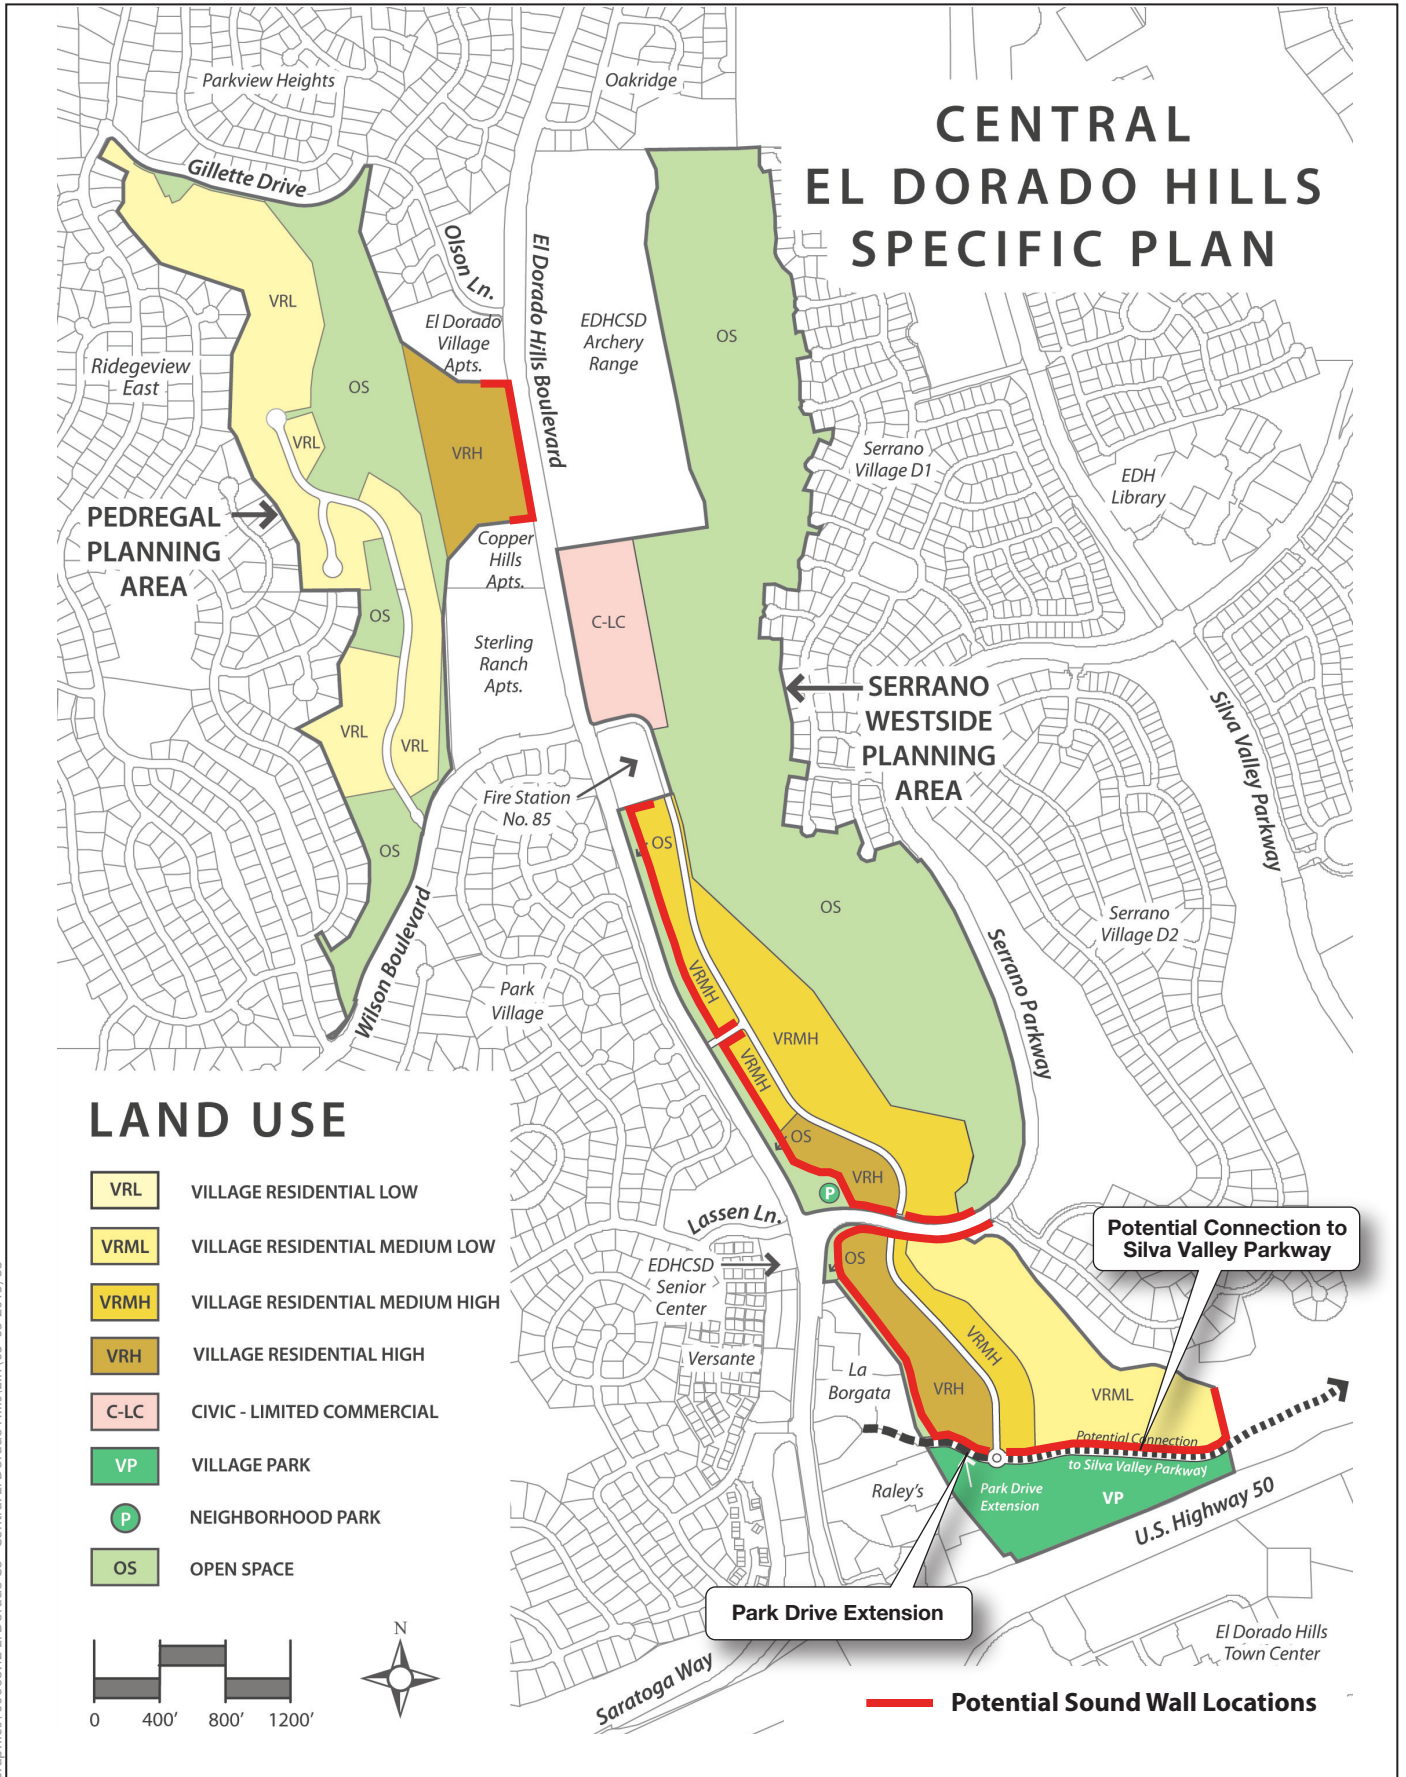 CENTRAL
EL DORADO HILLS
SPECIFIC PLAN
Parkview Heights
Oakridge
Gillette Drive
Olson Ln.
El Dorado Hills Boulevard
El Dorado
Village
Apts.
EDHCSD
Archery
Range
OS
VRL
Ridgeview
East
OS
VRL
VRH
Serrano
Village D1
EDH
Library
PEDREGAL
PLANNING
AREA
Copper
Hills
Apts.
OS
C-LC
Sterling
Ranch
Apts.
SERRANO
WESTSIDE
PLANNING
AREA
Silva Valley Parkway
VRL
VRL
Fire Station
No. 85
OS
OS
OS
Wilson Boulevard
Serrano
Village D2
Serrano Parkway
Park
Village
VRMH
VRMH
VRMH
OS
VRH
P
Lassen Ln.
EDHCSD
Senior
Center
OS
Potential Connection to
Silva Valley Parkway
Versante
La
Borgata
VRMH
VRH
VRML
Potential Connection
to Silva Valley Parkway
Raley's
Park Drive
Extension
VP
U.S. Highway 50
Park Drive Extension
El Dorado Hills
Town Center
Saratoga Way
LAND USE
VRL VILLAGE RESIDENTIAL LOW
VRML VILLAGE RESIDENTIAL MEDIUM LOW
VRMH VILLAGE RESIDENTIAL MEDIUM HIGH
VRH VILLAGE RESIDENTIAL HIGH
C-LC CIVIC - LIMITED COMMERCIAL
VP VILLAGE PARK
P NEIGHBORHOOD PARK
OS OPEN SPACE
N
0 400' 800' 1200'
Potential Sound Wall Locations